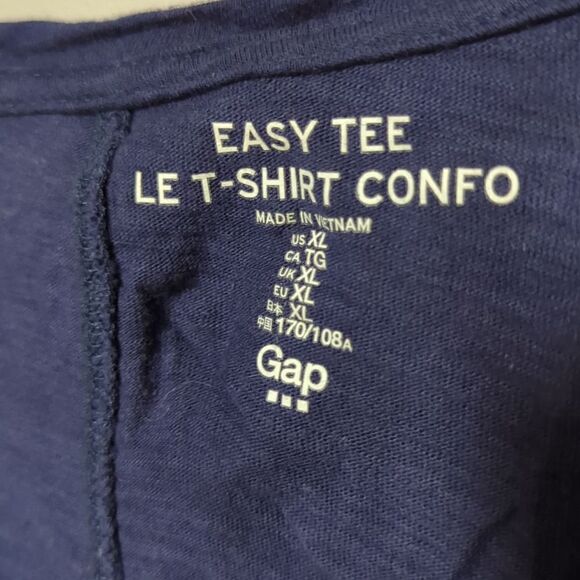 EASY TEE
LE T-SHIRT CONFO
MADE IN VIETNAM
US XL
CA TG
UK XL
EU XL
日本 XL
中国 170/108A
Gap